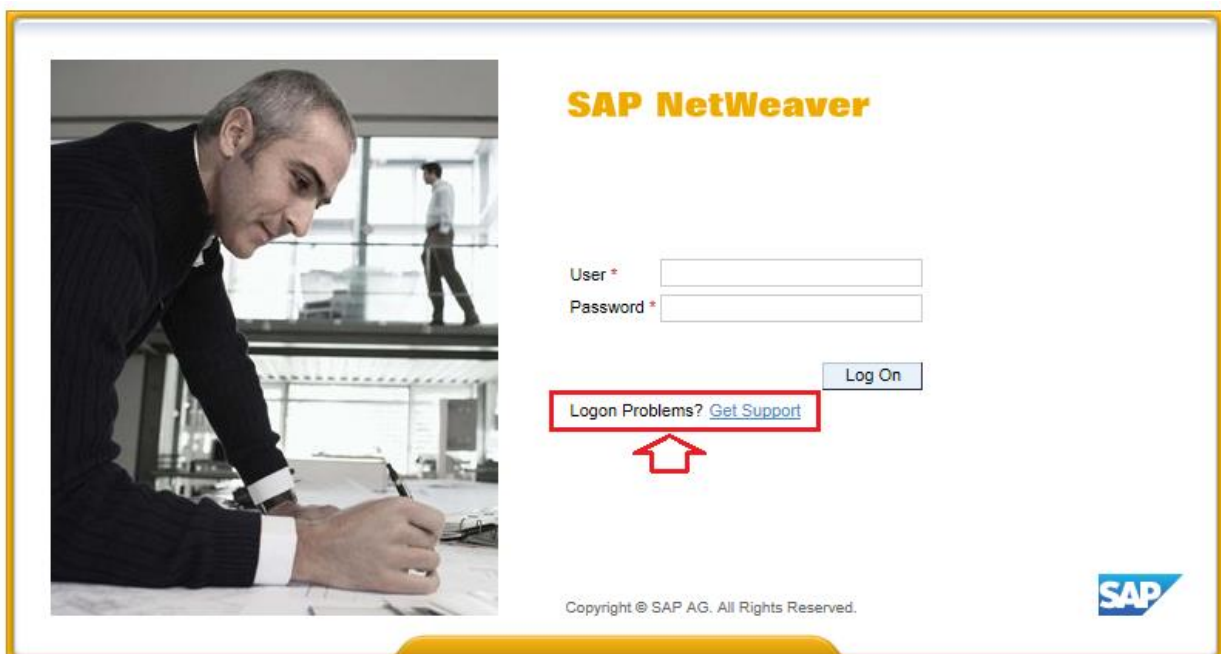 SAP NetWeaver
User *
Password *
Log On
Logon Problems? Get Support
Copyright © SAP AG. All Rights Reserved.
SAP